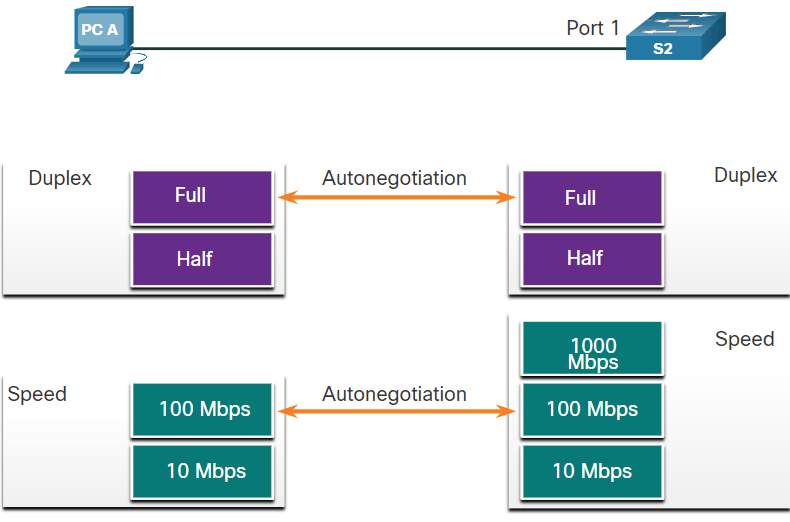 PC A
Port 1
S2
Duplex
Full
Autonegotiation
Full
Duplex
Half
Half
1000
Mbps
Speed
Speed
100 Mbps
Autonegotiation
100 Mbps
10 Mbps
10 Mbps